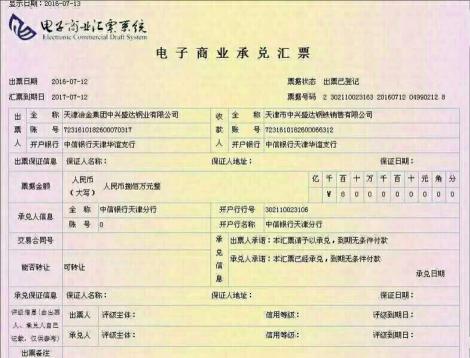 显示日期：2016-07-13
电子商业汇票系统
Electronic Commercial Draft System
电子商业承兑汇票
出票日期 2016-07-12 票据状态 出票已登记
汇票到期日 2017-07-12 票据号码 2 302110023163 20160712 04990212 8
出票人 全称 天津冶金集团中兴盛达钢业有限公司 收款人 全称 天津市中兴盛达钢铁销售有限公司
账号 7231610182600070317 账号 7231610182600066312
开户行 中信银行天津华谊支行 开户行 中信银行天津华谊支行
出票保证信息 保证人名称： 保证人地址： 保证日期：
票据金额 人民币（大写） 人民币捌佰万元整 亿 千 百 十 万 千 百 十 元 角 分
￥ 8 0 0 0 0 0 0 0 0
承兑人信息 全称 中信银行天津分行 开户行行号 302110023106
账号 0 开户行名称 中信银行天津分行
交易合同号 承兑信息 出票人承诺：本汇票请予以承兑，到期无条件付款
能否转让 可转让 承兑人承诺：本汇票已经承兑，到期无条件付款
承兑日期
承兑保证信息 保证人名称： 保证人地址： 保证日期：
评级信息（由出票人、承兑人自己记载，仅供参考） 出票人 评级主体： 信用等级： 评级到期日：
承兑人 评级主体： 信用等级： 评级到期日：
出票备注